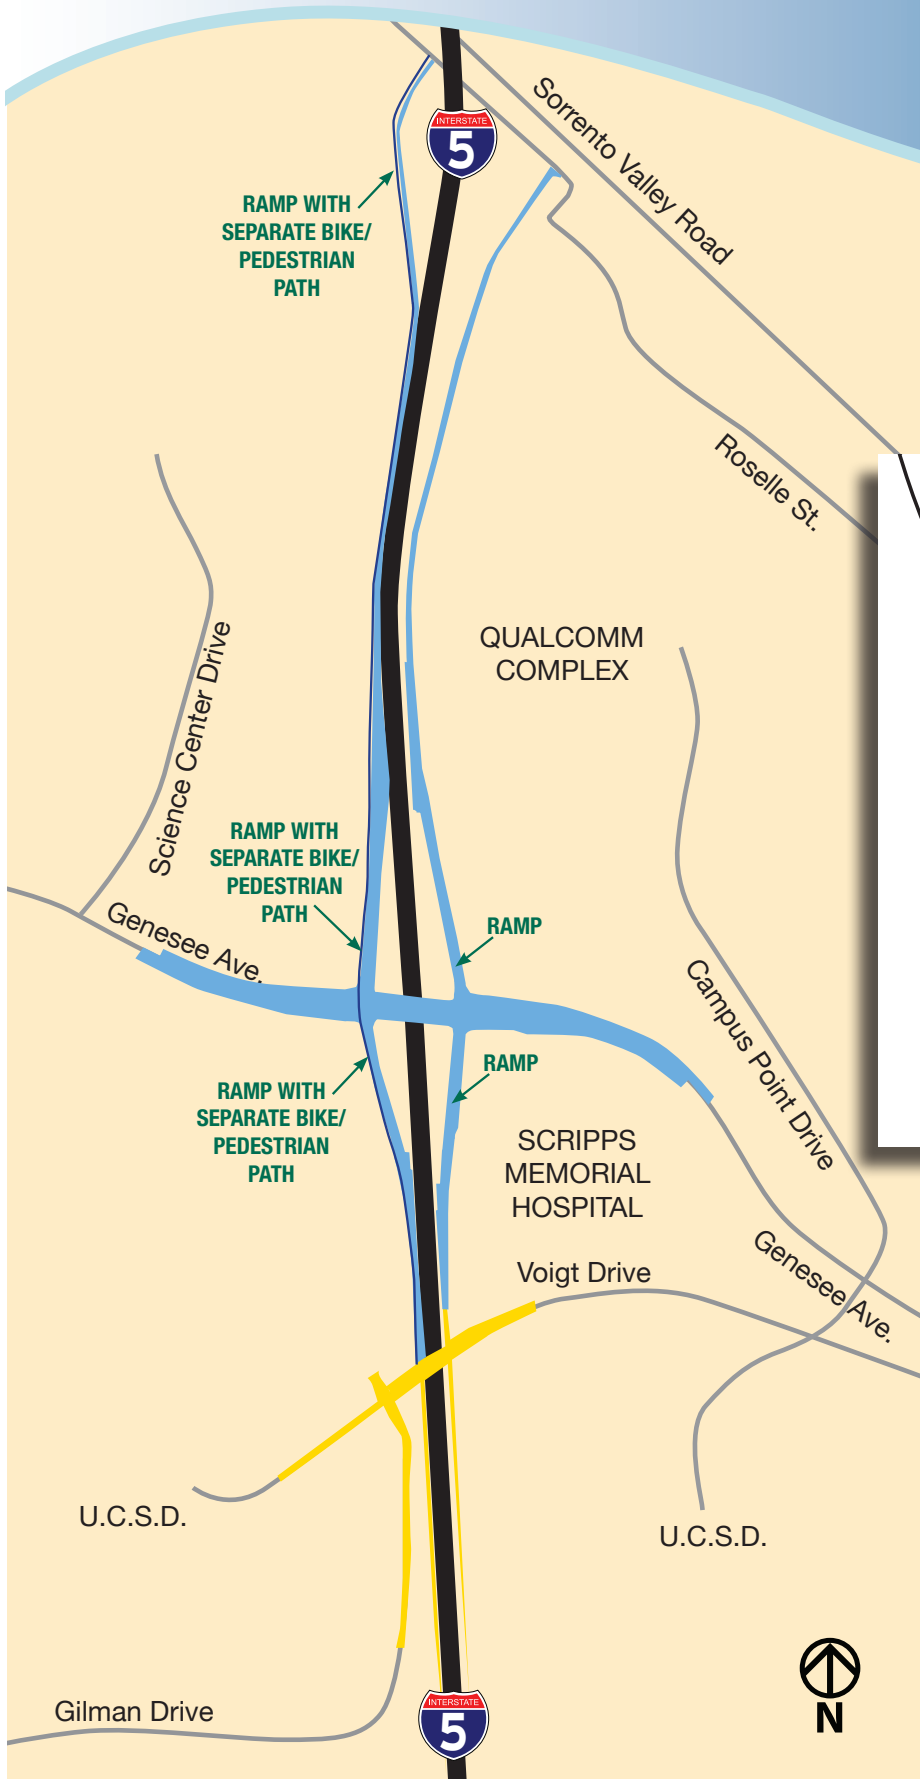 INTERSTATE
5
Sorrento Valley Road
RAMP WITH
SEPARATE BIKE/
PEDESTRIAN
PATH
Roselle St.
QUALCOMM
COMPLEX
Science Center Drive
RAMP WITH
SEPARATE BIKE/
PEDESTRIAN
PATH
Genesee Ave.
RAMP
Campus Point Drive
RAMP
RAMP WITH
SEPARATE BIKE/
PEDESTRIAN
PATH
SCRIPPS
MEMORIAL
HOSPITAL
Voigt Drive
Genesee Ave.
U.C.S.D.
U.C.S.D.
Gilman Drive
INTERSTATE
5
N